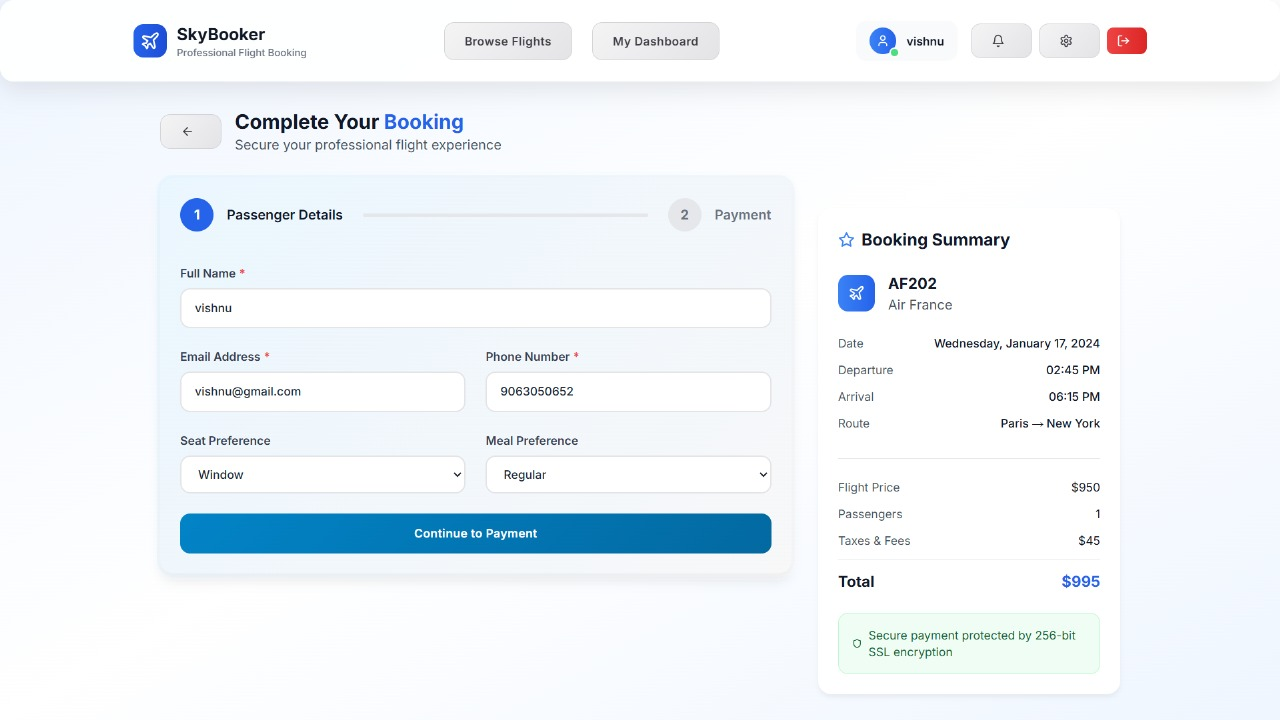 SkyBooker
Professional Flight Booking
Browse Flights
My Dashboard
vishnu
Complete Your Booking
Secure your professional flight experience
1 Passenger Details
2 Payment
Full Name *
vishnu
Email Address *
Phone Number *
vishnu@gmail.com
9063050652
Seat Preference
Meal Preference
Window
Regular
Continue to Payment
Booking Summary
AF202
Air France
Date Wednesday, January 17, 2024
Departure 02:45 PM
Arrival 06:15 PM
Route Paris → New York
Flight Price $950
Passengers 1
Taxes & Fees $45
Total $995
Secure payment protected by 256-bit
SSL encryption